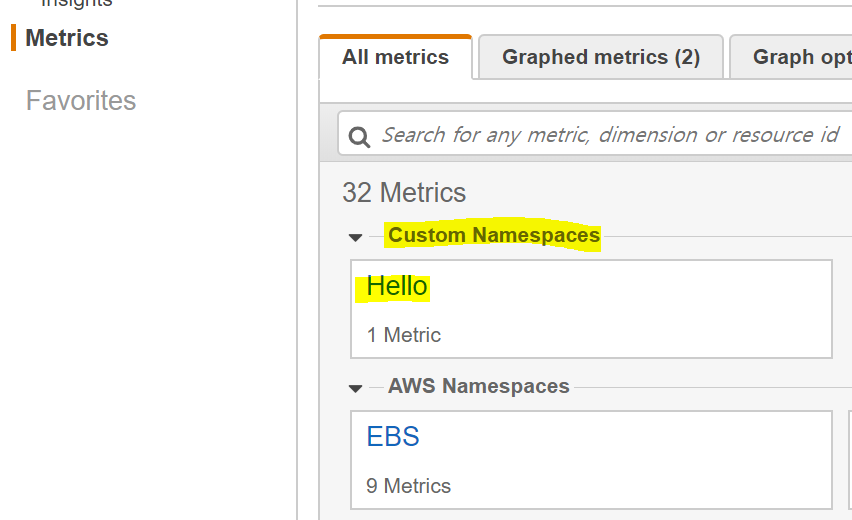 Insights
Metrics
Favorites
All metrics
Graphed metrics (2)
Graph opt
Search for any metric, dimension or resource id
32 Metrics
Custom Namespaces
Hello
1 Metric
AWS Namespaces
EBS
9 Metrics